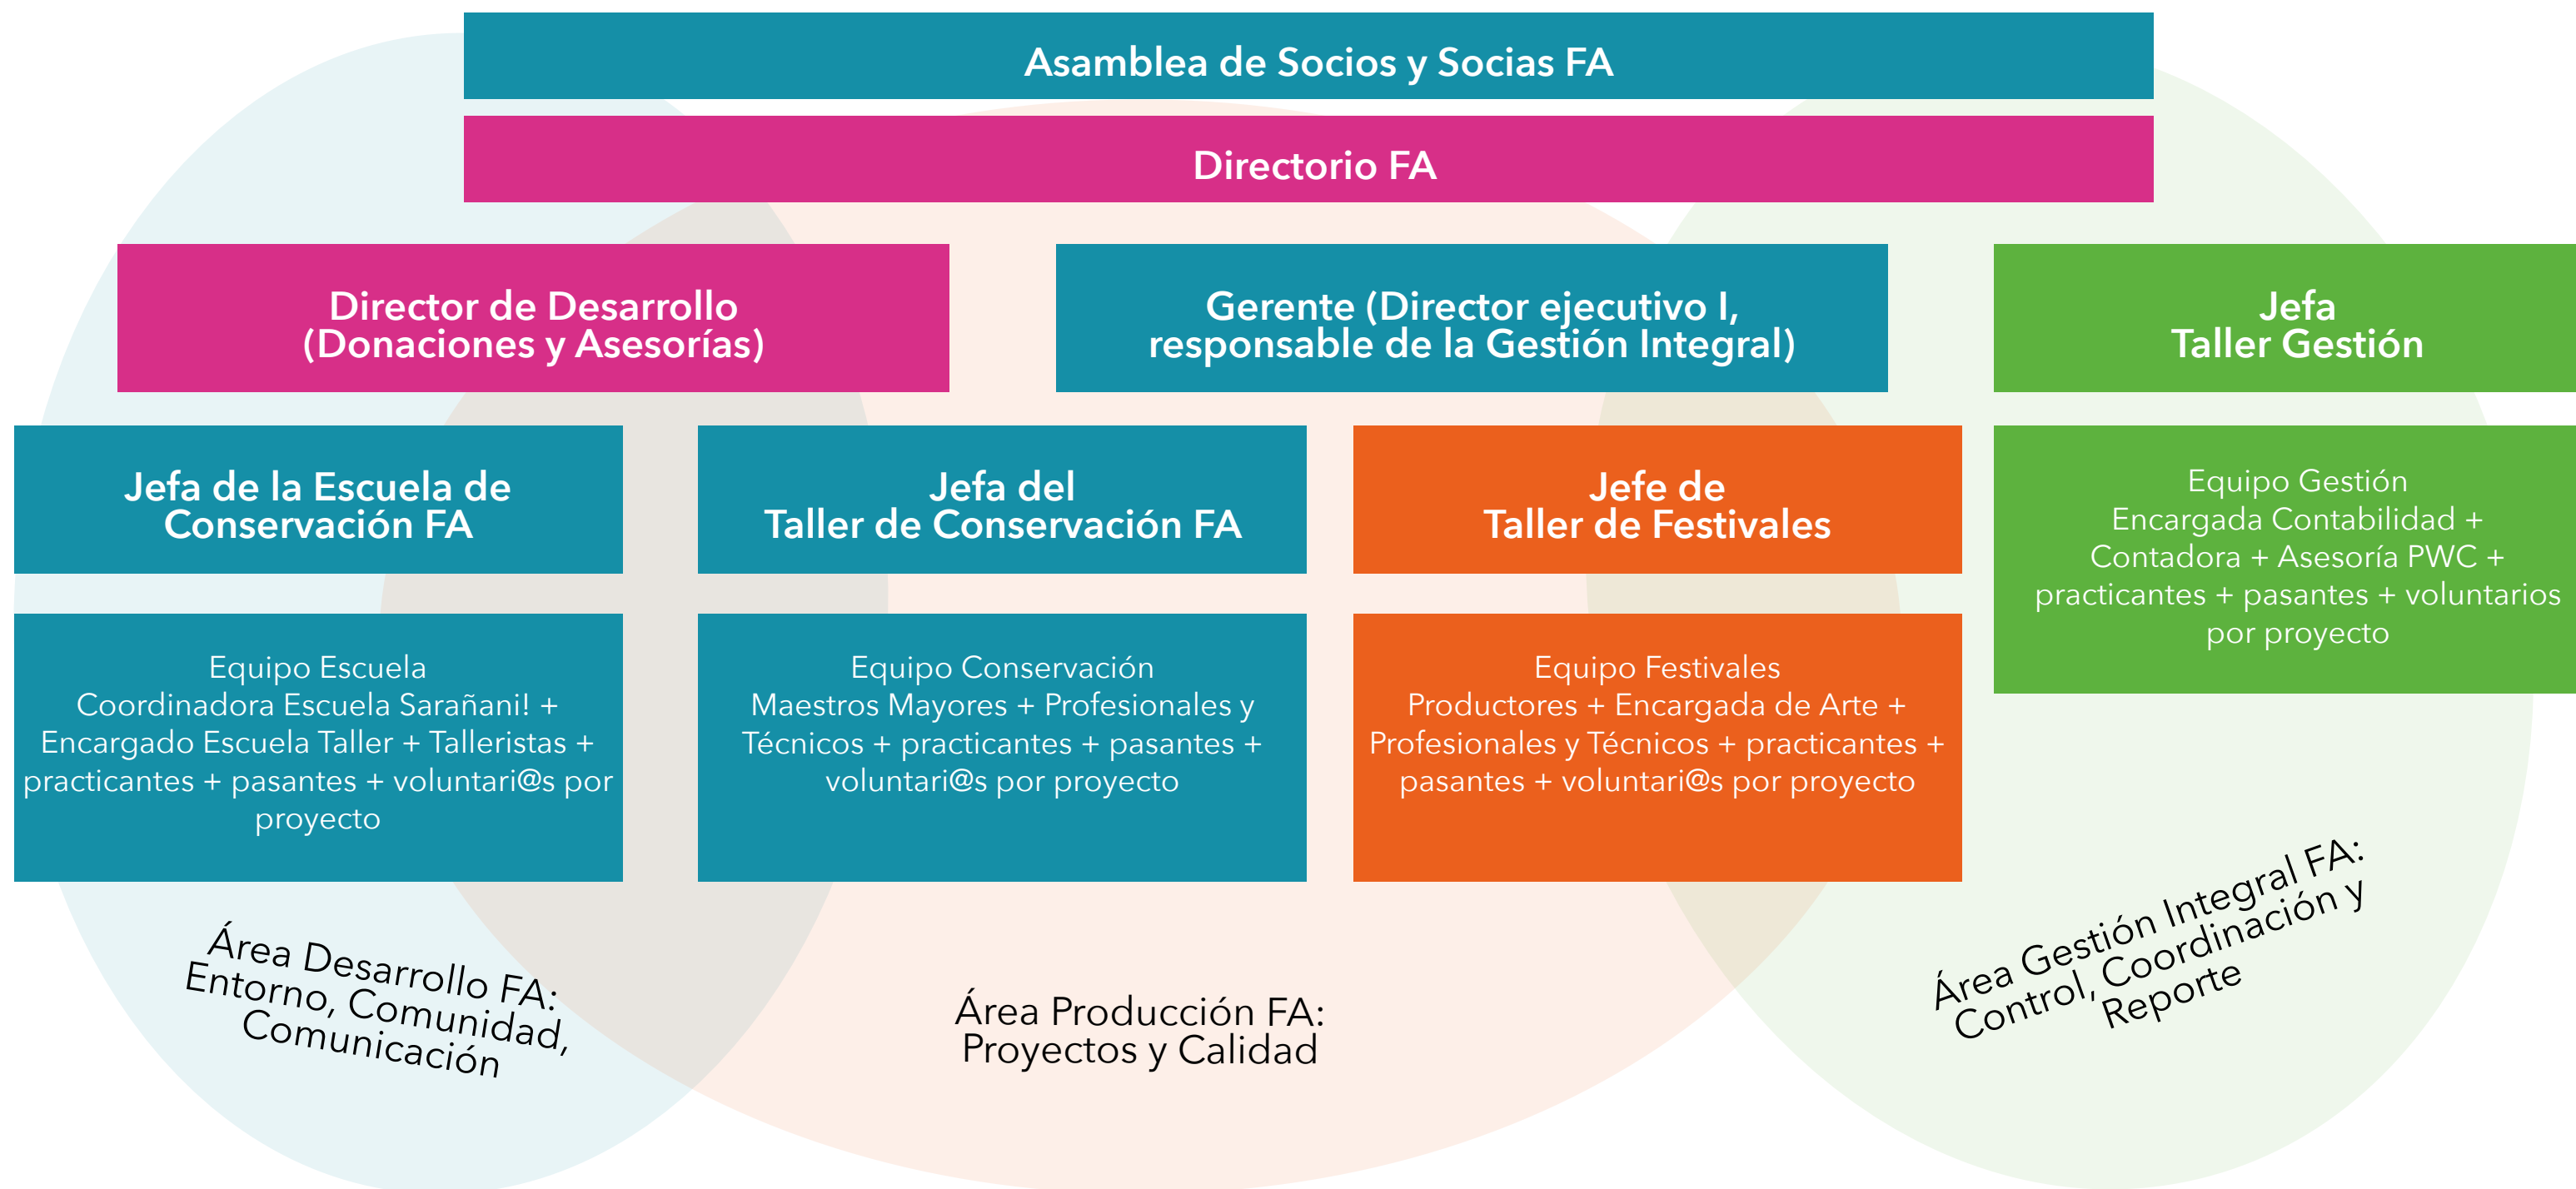 Asamblea de Socios y Socias FA
Directorio FA
Director de Desarrollo
(Donaciones y Asesorías)
Gerente (Director ejecutivo I,
responsable de la Gestión Integral)
Jefa
Taller Gestión
Jefa de la Escuela de
Conservación FA
Jefa del
Taller de Conservación FA
Jefe de
Taller de Festivales
Equipo Gestión
Encargada Contabilidad +
Contadora + Asesoría PWC +
practicantes + pasantes + voluntarios
por proyecto
Equipo Escuela
Coordinadora Escuela Sarañani! +
Encargado Escuela Taller + Talleristas +
practicantes + pasantes + voluntari@s por
proyecto
Equipo Conservación
Maestros Mayores + Profesionales y
Técnicos + practicantes + pasantes +
voluntari@s por proyecto
Equipo Festivales
Productores + Encargada de Arte +
Profesionales y Técnicos + practicantes +
pasantes + voluntari@s por proyecto
Área Desarrollo FA:
Entorno, Comunidad,
Comunicación
Área Producción FA:
Proyectos y Calidad
Área Gestión Integral FA:
Control, Coordinación y
Reporte